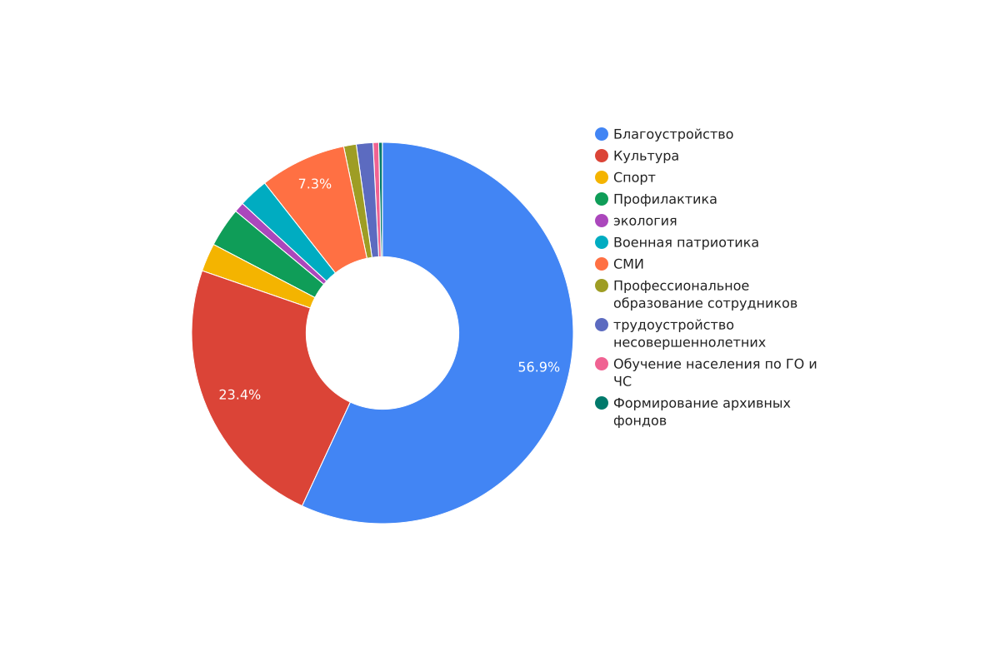 Благоустройство
Культура
Спорт
Профилактика
экология
Военная патриотика
СМИ
Профессиональное
образование сотрудников
трудоустройство
несовершеннолетних
Обучение населения по ГО и
ЧС
Формирование архивных
фондов
7.3%
56.9%
23.4%